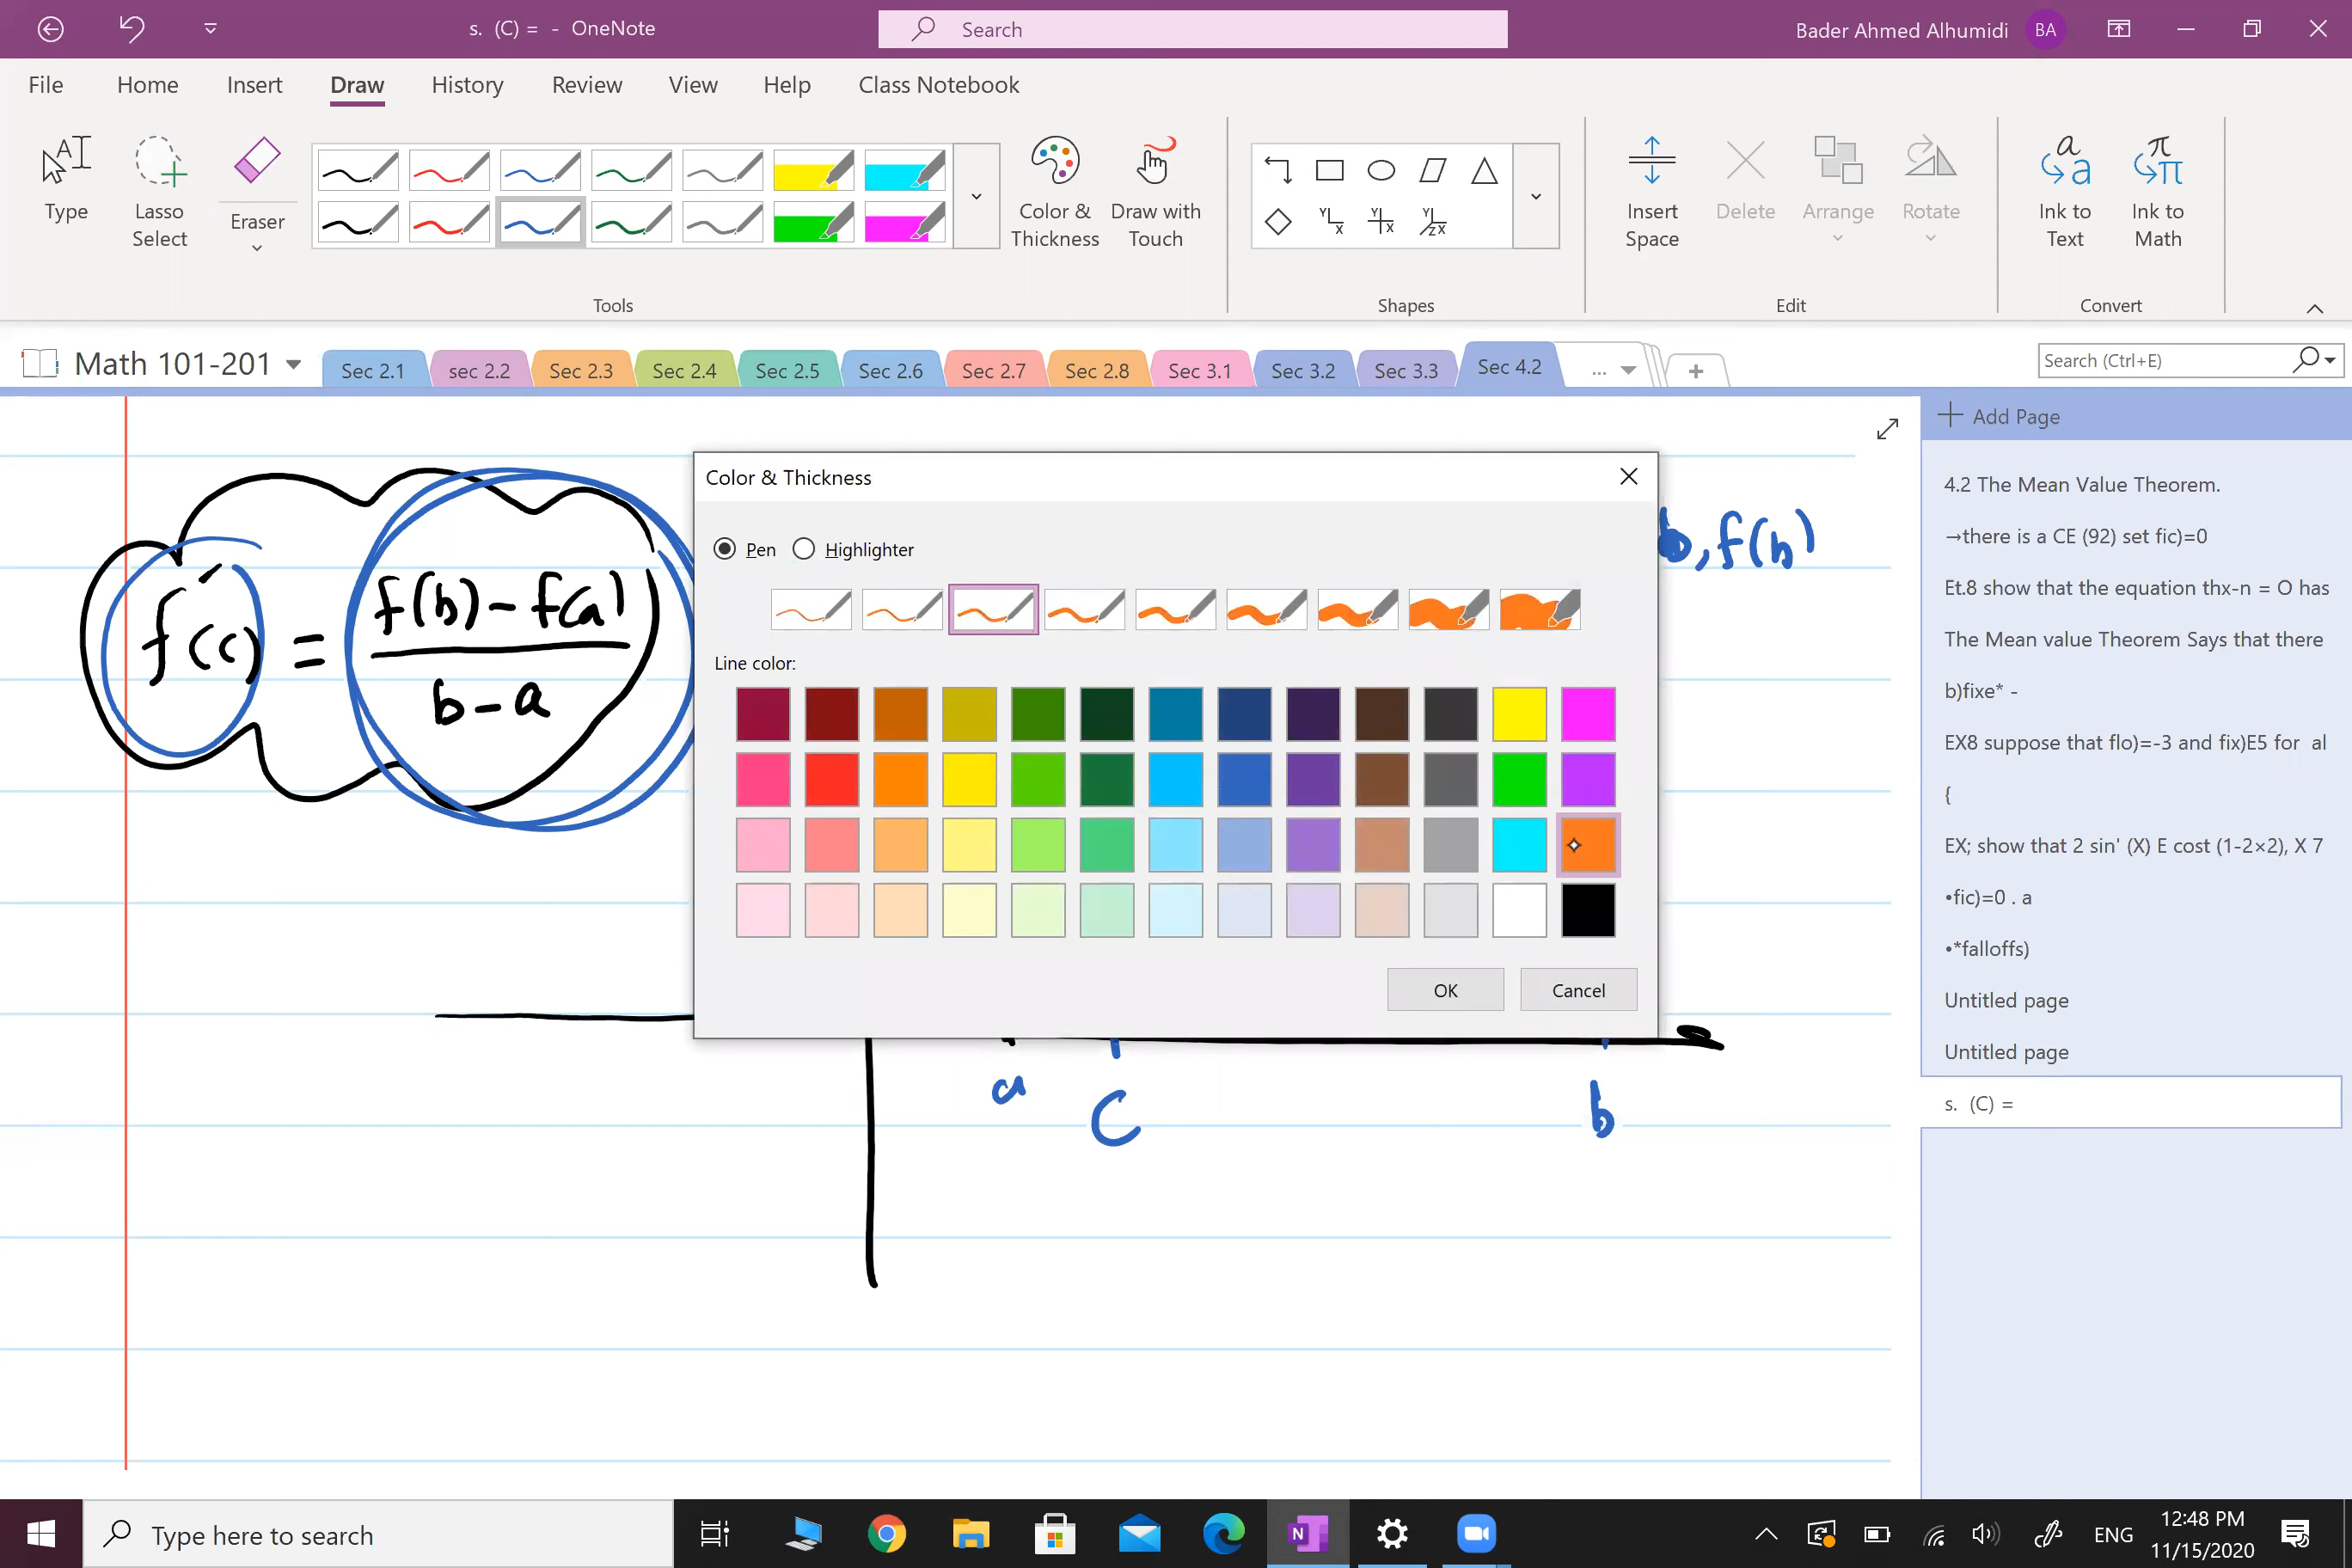 s. (C) = - OneNote
Search
Bader Ahmed Alhumidi
BA
File Home Insert Draw History Review View Help Class Notebook
Type
Lasso Select
Eraser
Color & Thickness
Draw with Touch
Insert Space
Delete
Arrange
Rotate
Ink to Text
Ink to Math
Tools
Shapes
Edit
Convert
Math 101-201
Sec 2.1 sec 2.2 Sec 2.3 Sec 2.4 Sec 2.5 Sec 2.6 Sec 2.7 Sec 2.8 Sec 3.1 Sec 3.2 Sec 3.3 Sec 4.2 ...
Search (Ctrl+E)
Add Page
4.2 The Mean Value Theorem.
→there is a CE (92) set fic)=0
Et.8 show that the equation thx-n = O has
The Mean value Theorem Says that there
b)fixe* -
EX8 suppose that flo)=-3 and fix)E5 for al
{
EX; show that 2 sin' (X) E cost (1-2×2), X 7
•fic)=0 . a
•*falloffs)
Untitled page
Untitled page
s. (C) =
f'(c) = f(b) - f(a) / b - a
b, f(b)
Color & Thickness
Pen Highlighter
Line color:
OK Cancel
a C b
Type here to search
ENG
12:48 PM
11/15/2020